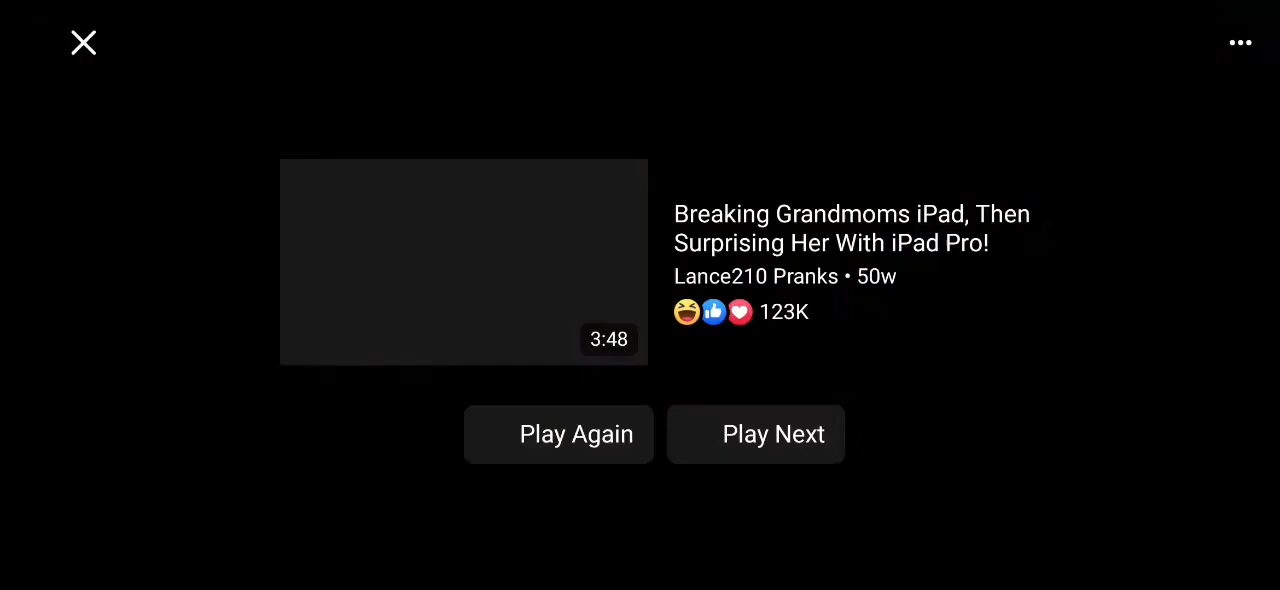 Breaking Grandmoms iPad, Then
Surprising Her With iPad Pro!
Lance210 Pranks • 50w
123K
3:48
Play Again
Play Next